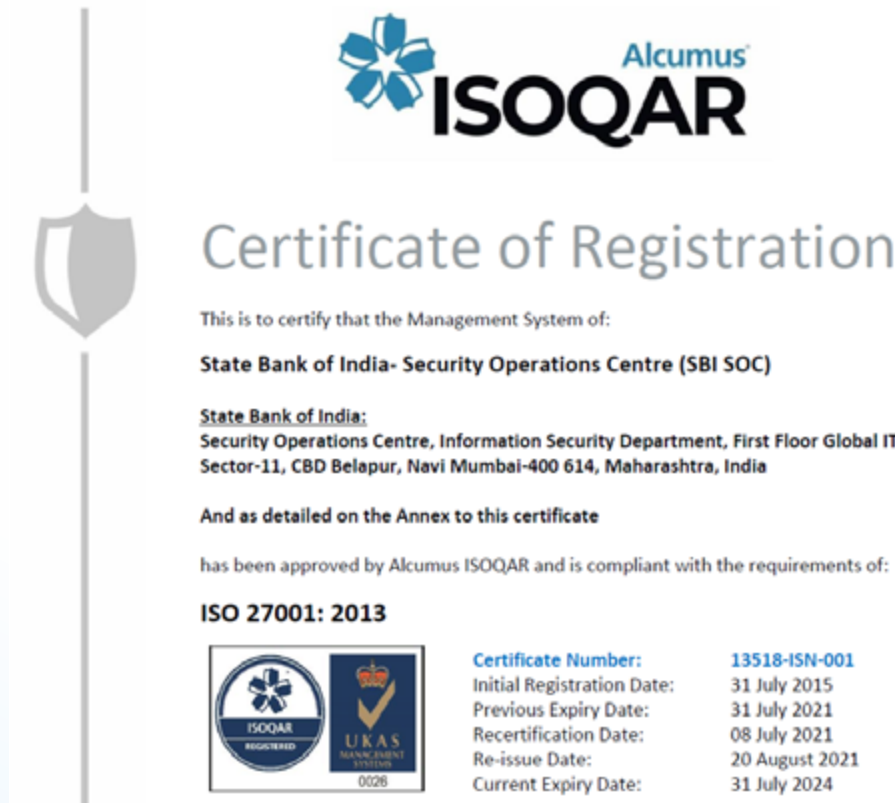 Alcumus
ISOQAR
Certificate of Registration
This is to certify that the Management System of:
State Bank of India- Security Operations Centre (SBI SOC)
State Bank of India:
Security Operations Centre, Information Security Department, First Floor Global IT
Sector-11, CBD Belapur, Navi Mumbai-400 614, Maharashtra, India
And as detailed on the Annex to this certificate
has been approved by Alcumus ISOQAR and is compliant with the requirements of:
ISO 27001: 2013
ISOQAR
REGISTERED
UKAS
MANAGEMENT
SYSTEMS
0026
Certificate Number: 13518-ISN-001
Initial Registration Date: 31 July 2015
Previous Expiry Date: 31 July 2021
Recertification Date: 08 July 2021
Re-issue Date: 20 August 2021
Current Expiry Date: 31 July 2024